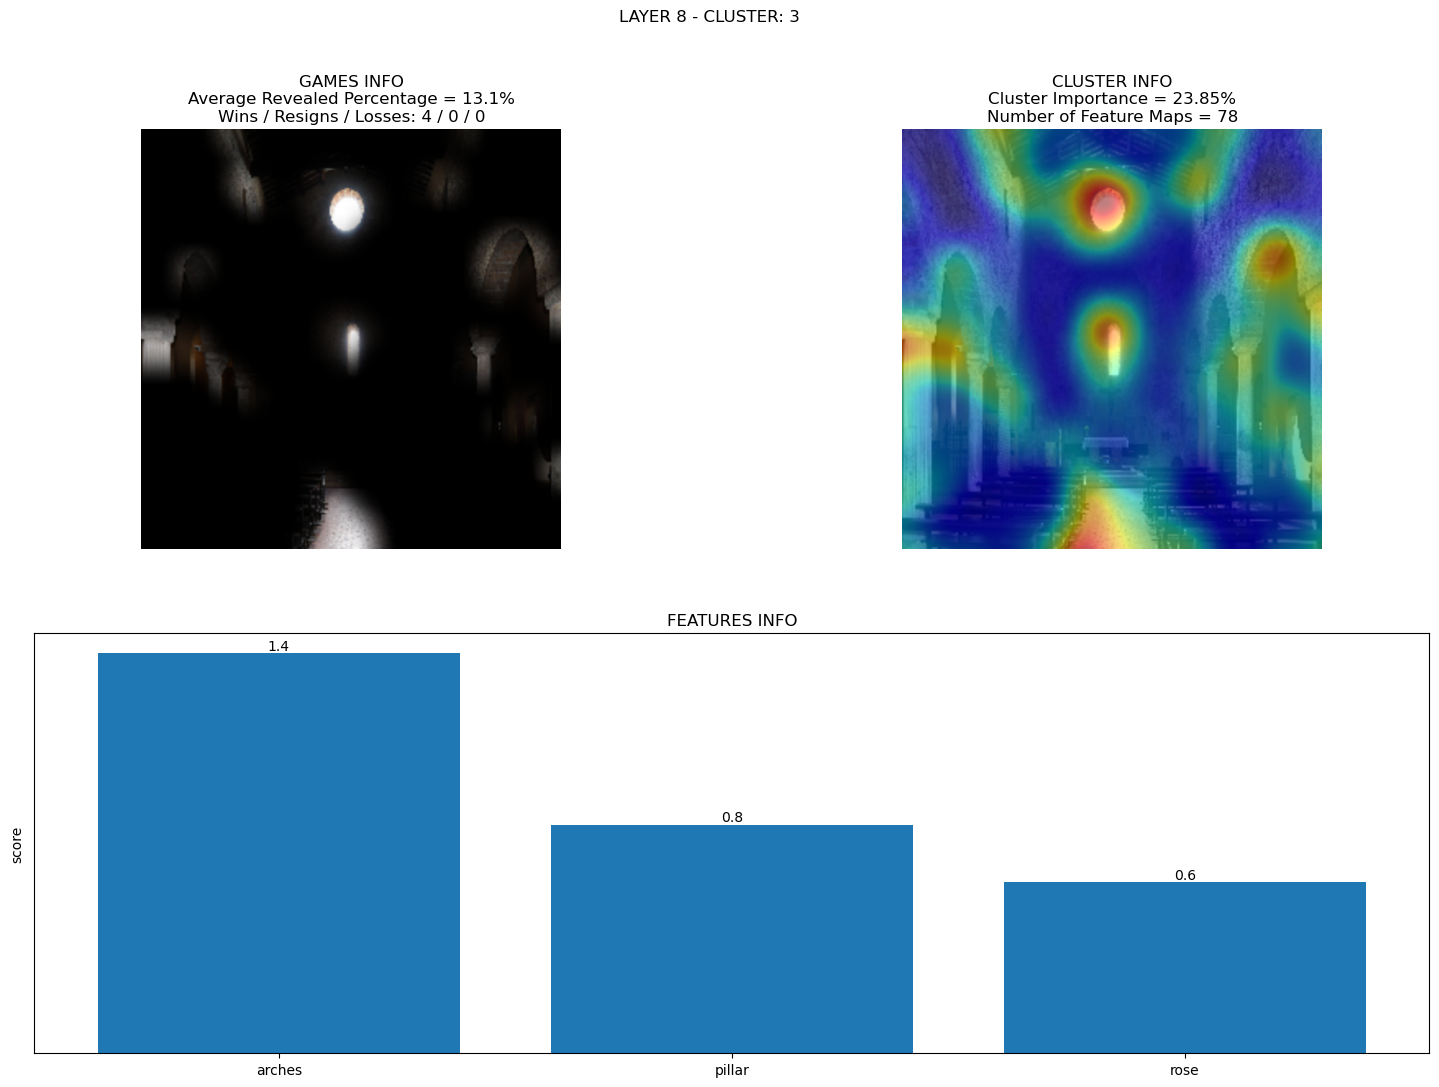 LAYER 8 - CLUSTER: 3
GAMES INFO
Average Revealed Percentage = 13.1%
Wins / Resigns / Losses: 4 / 0 / 0
CLUSTER INFO
Cluster Importance = 23.85%
Number of Feature Maps = 78
FEATURES INFO
score
1.4
0.8
0.6
arches
pillar
rose